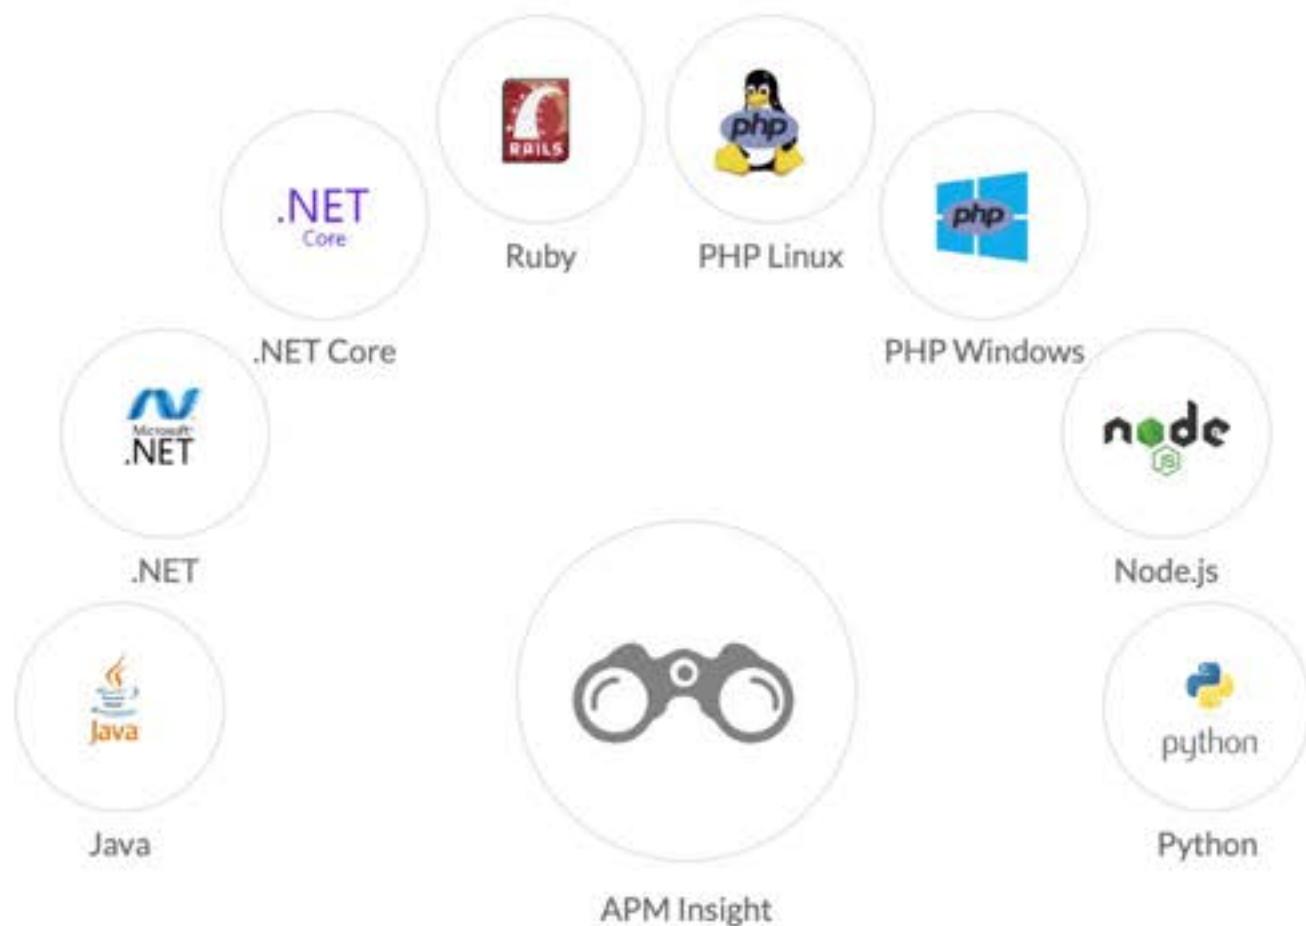 RAILS
Ruby
php
PHP Linux
.NET
Core
.NET Core
php
PHP Windows
Microsoft
.NET
.NET
node
JS
Node.js
Java
Java
APM Insight
python
Python